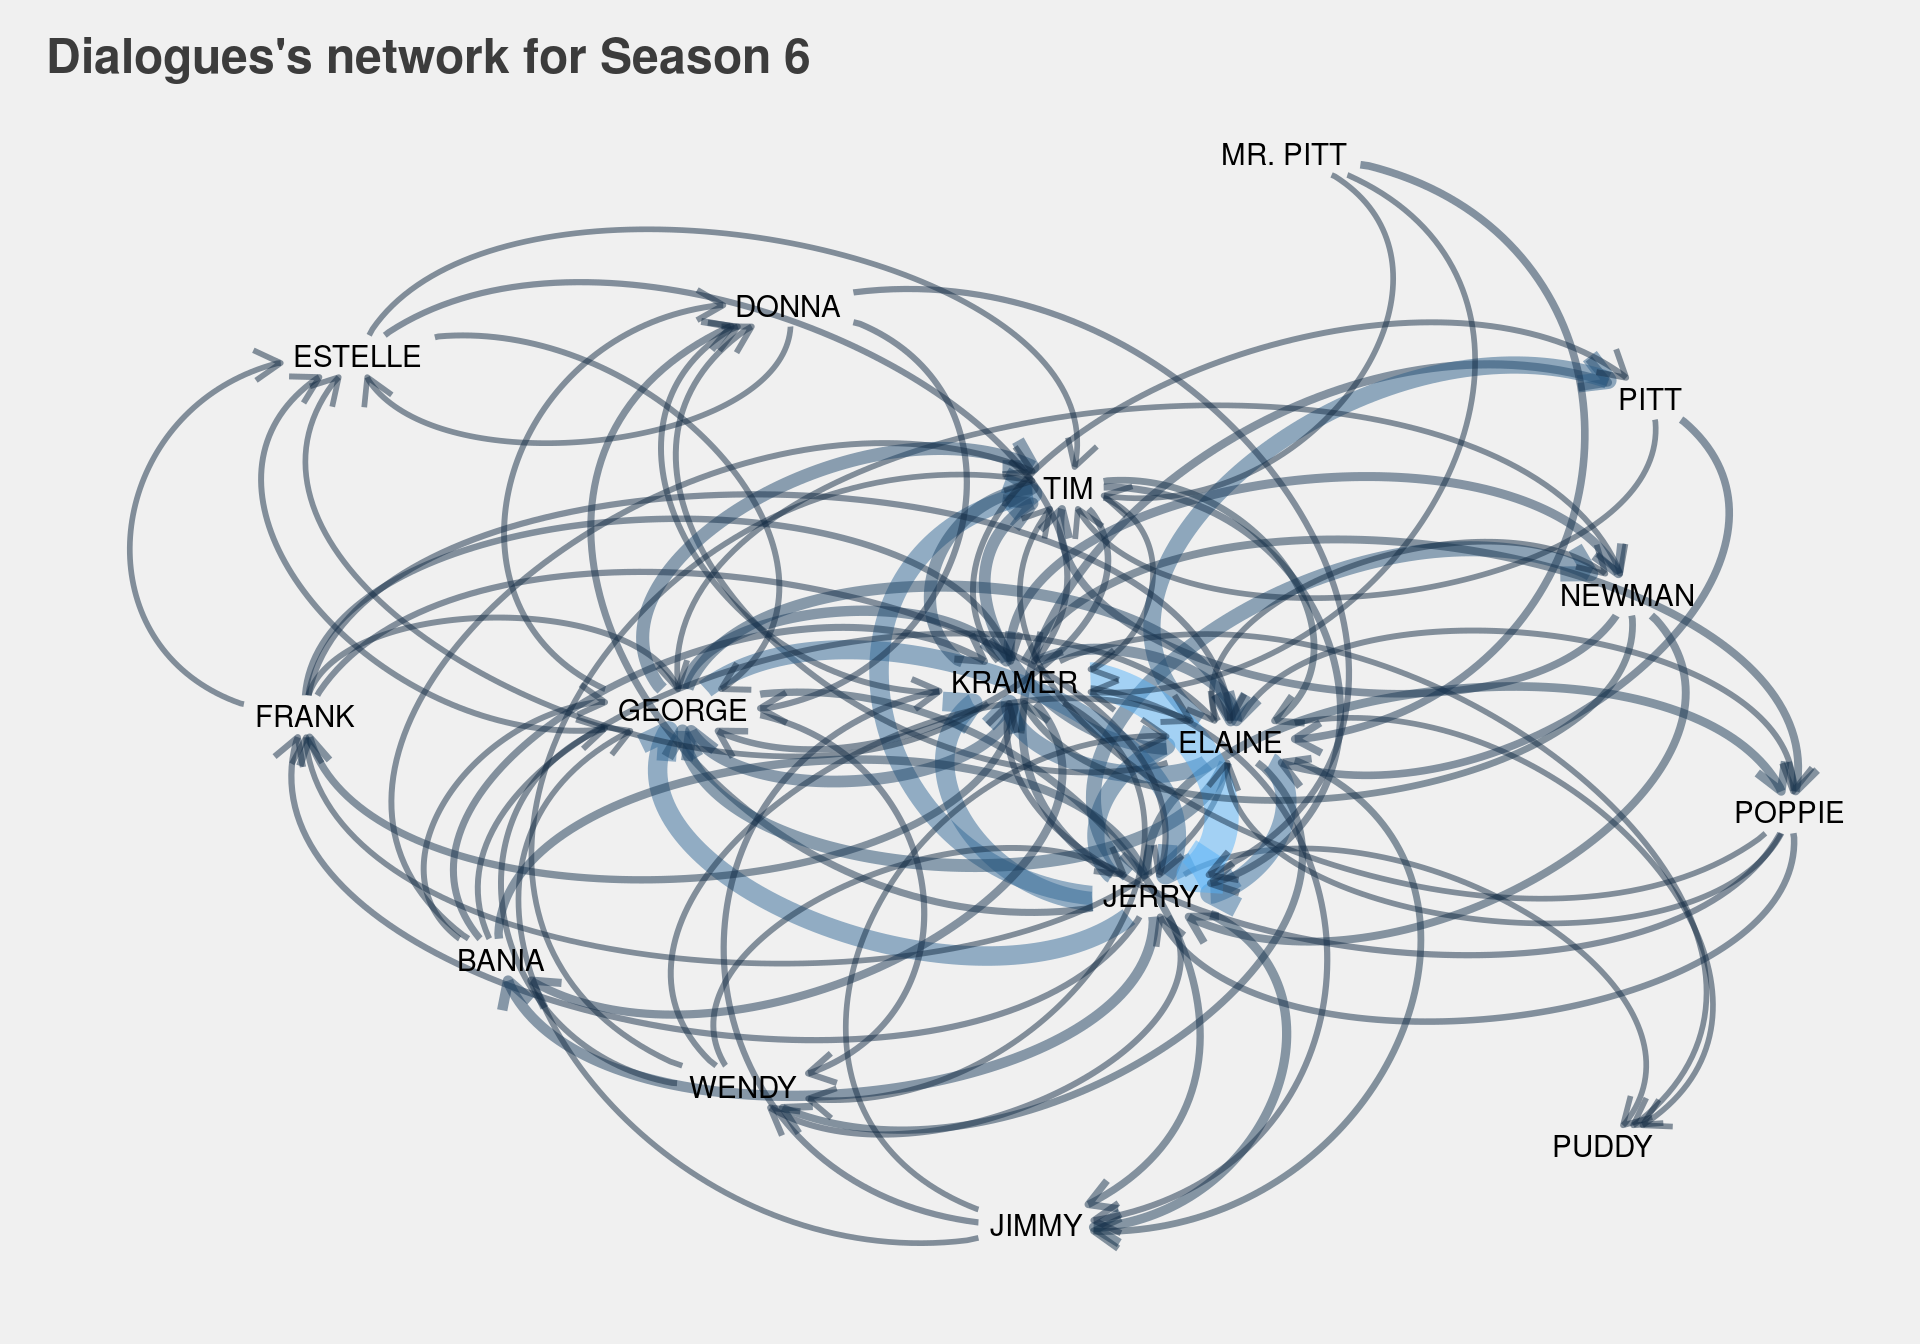 Dialogues's network for Season 6
MR. PITT
DONNA
ESTELLE
PITT
TIM
NEWMAN
KRAMER
GEORGE
FRANK
ELAINE
POPPIE
JERRY
BANIA
WENDY
PUDDY
JIMMY